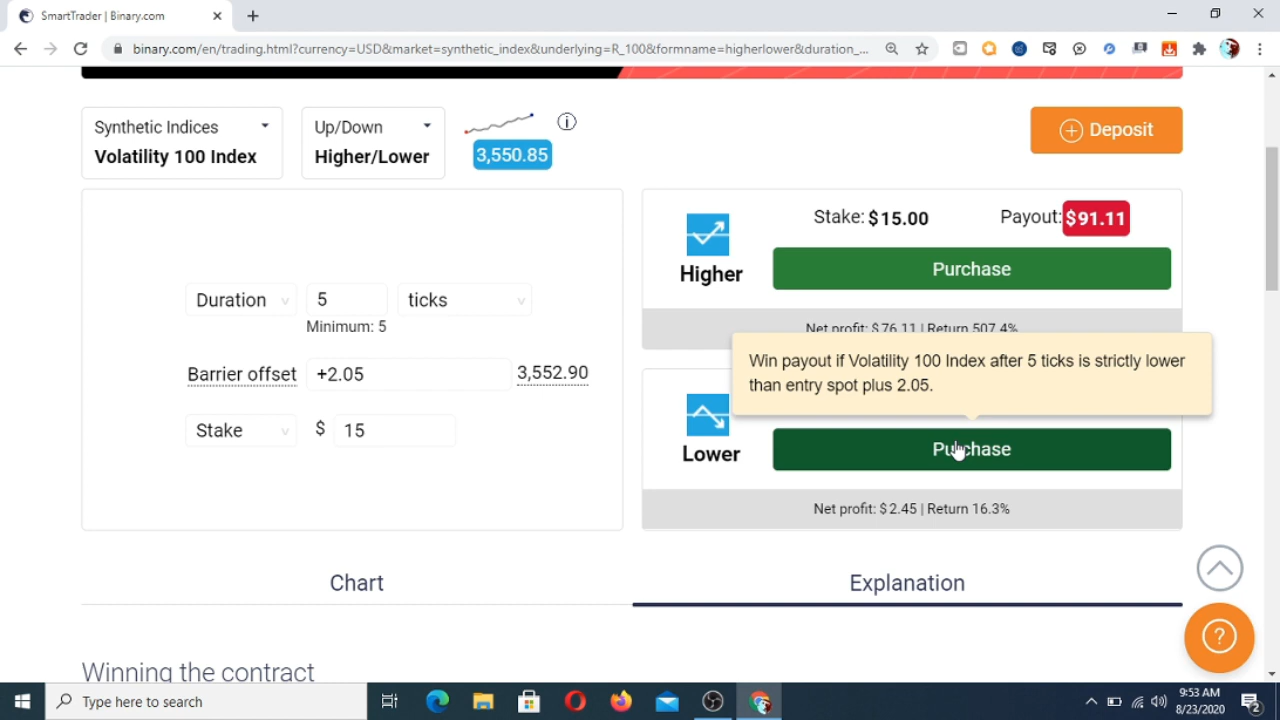 SmartTrader | Binary.com
binary.com/en/trading.html?currency=USD&market=synthetic_index&underlying=R_100&formname=higherlower&duration_...
Synthetic Indices
Volatility 100 Index
Up/Down
Higher/Lower
3,550.85
Deposit
Duration
5
ticks
Minimum: 5
Barrier offset
+2.05
3,552.90
Stake
$
15
Stake: $15.00
Payout: $91.11
Higher
Purchase
Net profit: $76.11 | Return 507.4%
Win payout if Volatility 100 Index after 5 ticks is strictly lower
than entry spot plus 2.05.
Lower
Purchase
Net profit: $2.45 | Return 16.3%
Chart
Explanation
Winning the contract
Type here to search
9:53 AM
8/23/2020
2